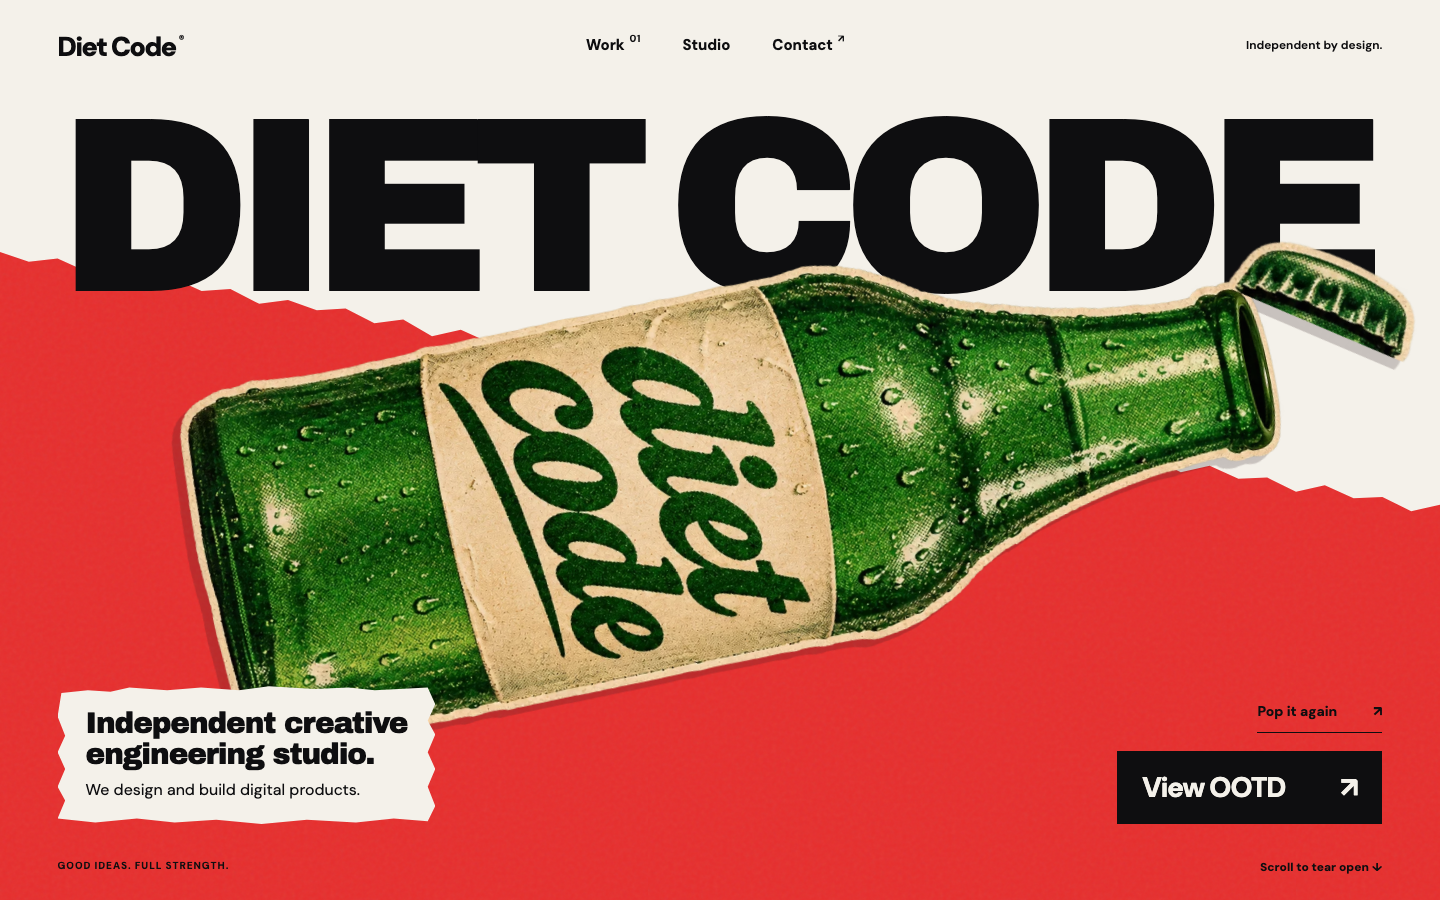 Diet Code®
Work 01
Studio
Contact ↗
Independent by design.
DIET CODE
diet
code
Independent creative
engineering studio.
We design and build digital products.
Pop it again ↗
View OOTD ↗
GOOD IDEAS. FULL STRENGTH.
Scroll to tear open ↓